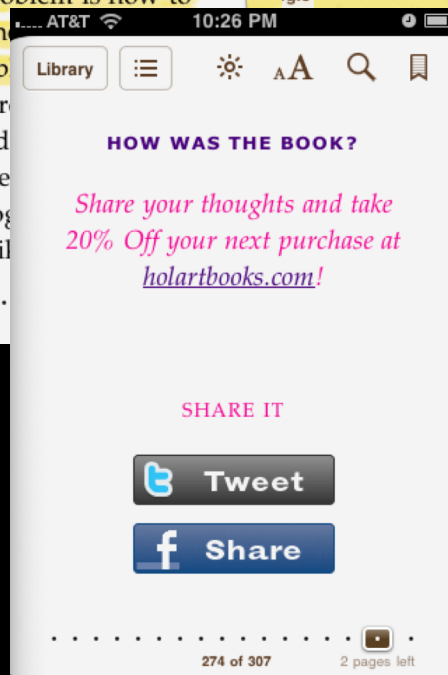 AT&T 10:26 PM
Library AA
HOW WAS THE BOOK?
Share your thoughts and take
20% Off your next purchase at
holartbooks.com!
SHARE IT
Tweet
f Share
274 of 307 2 pages left